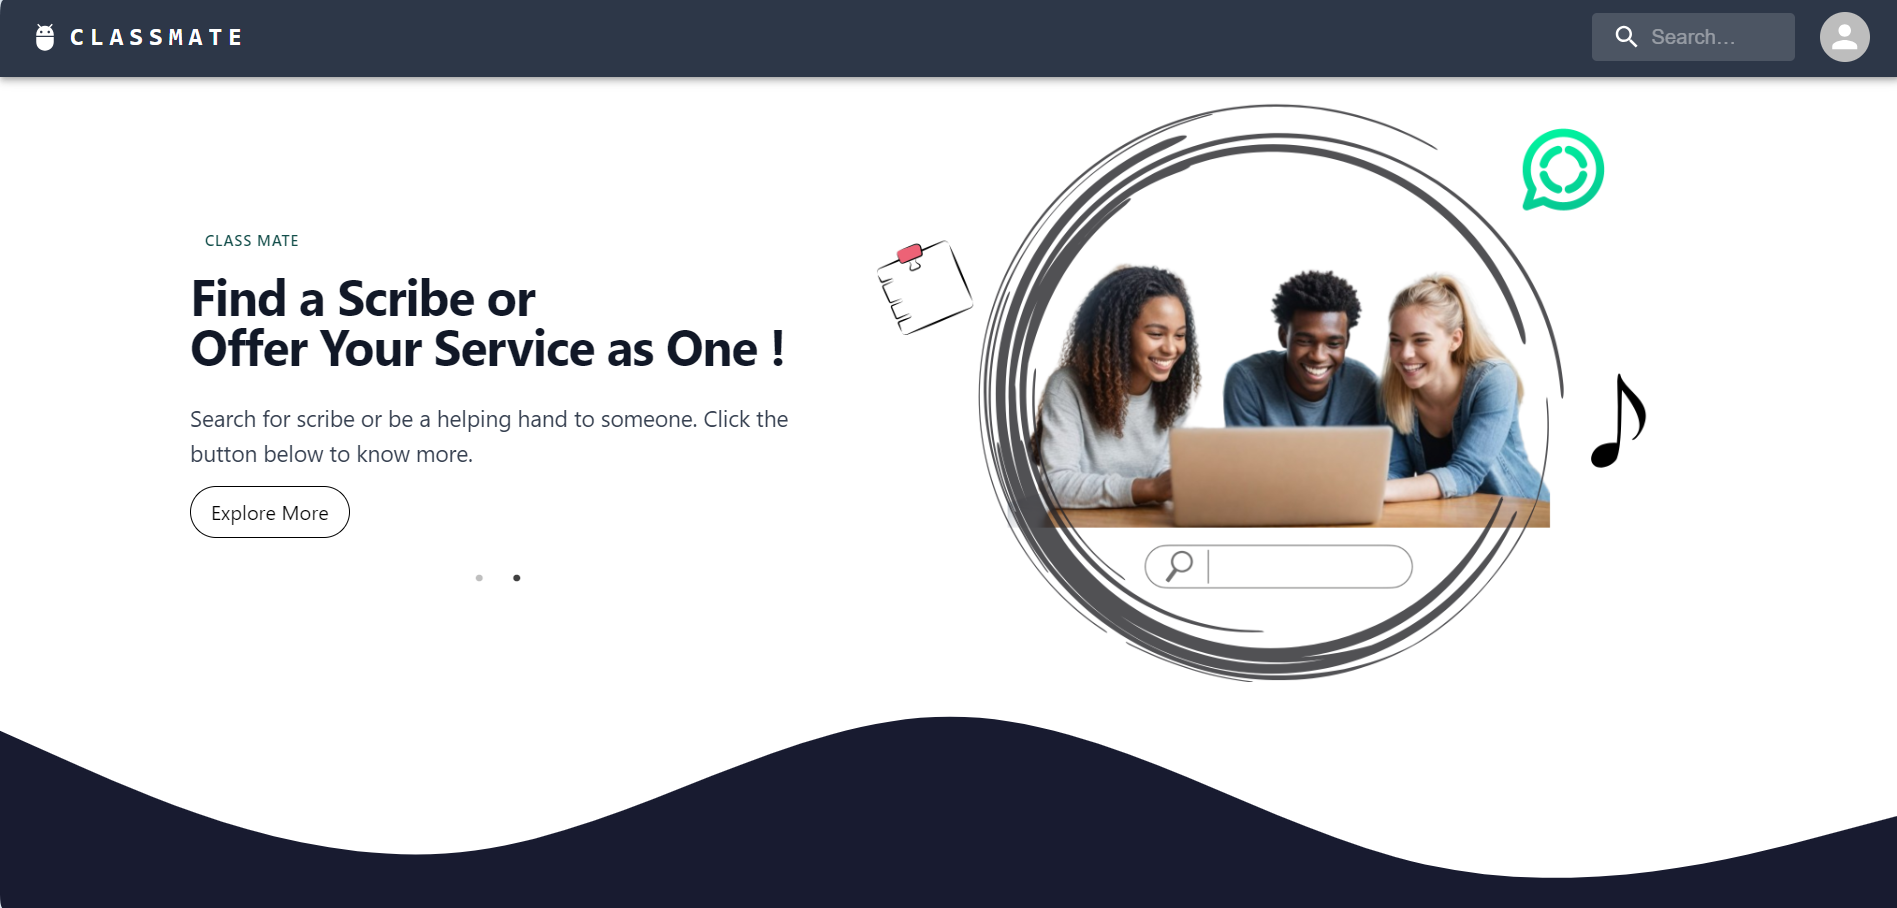 CLASSMATE
Search...
CLASS MATE
Find a Scribe or
Offer Your Service as One !
Search for scribe or be a helping hand to someone. Click the
button below to know more.
Explore More